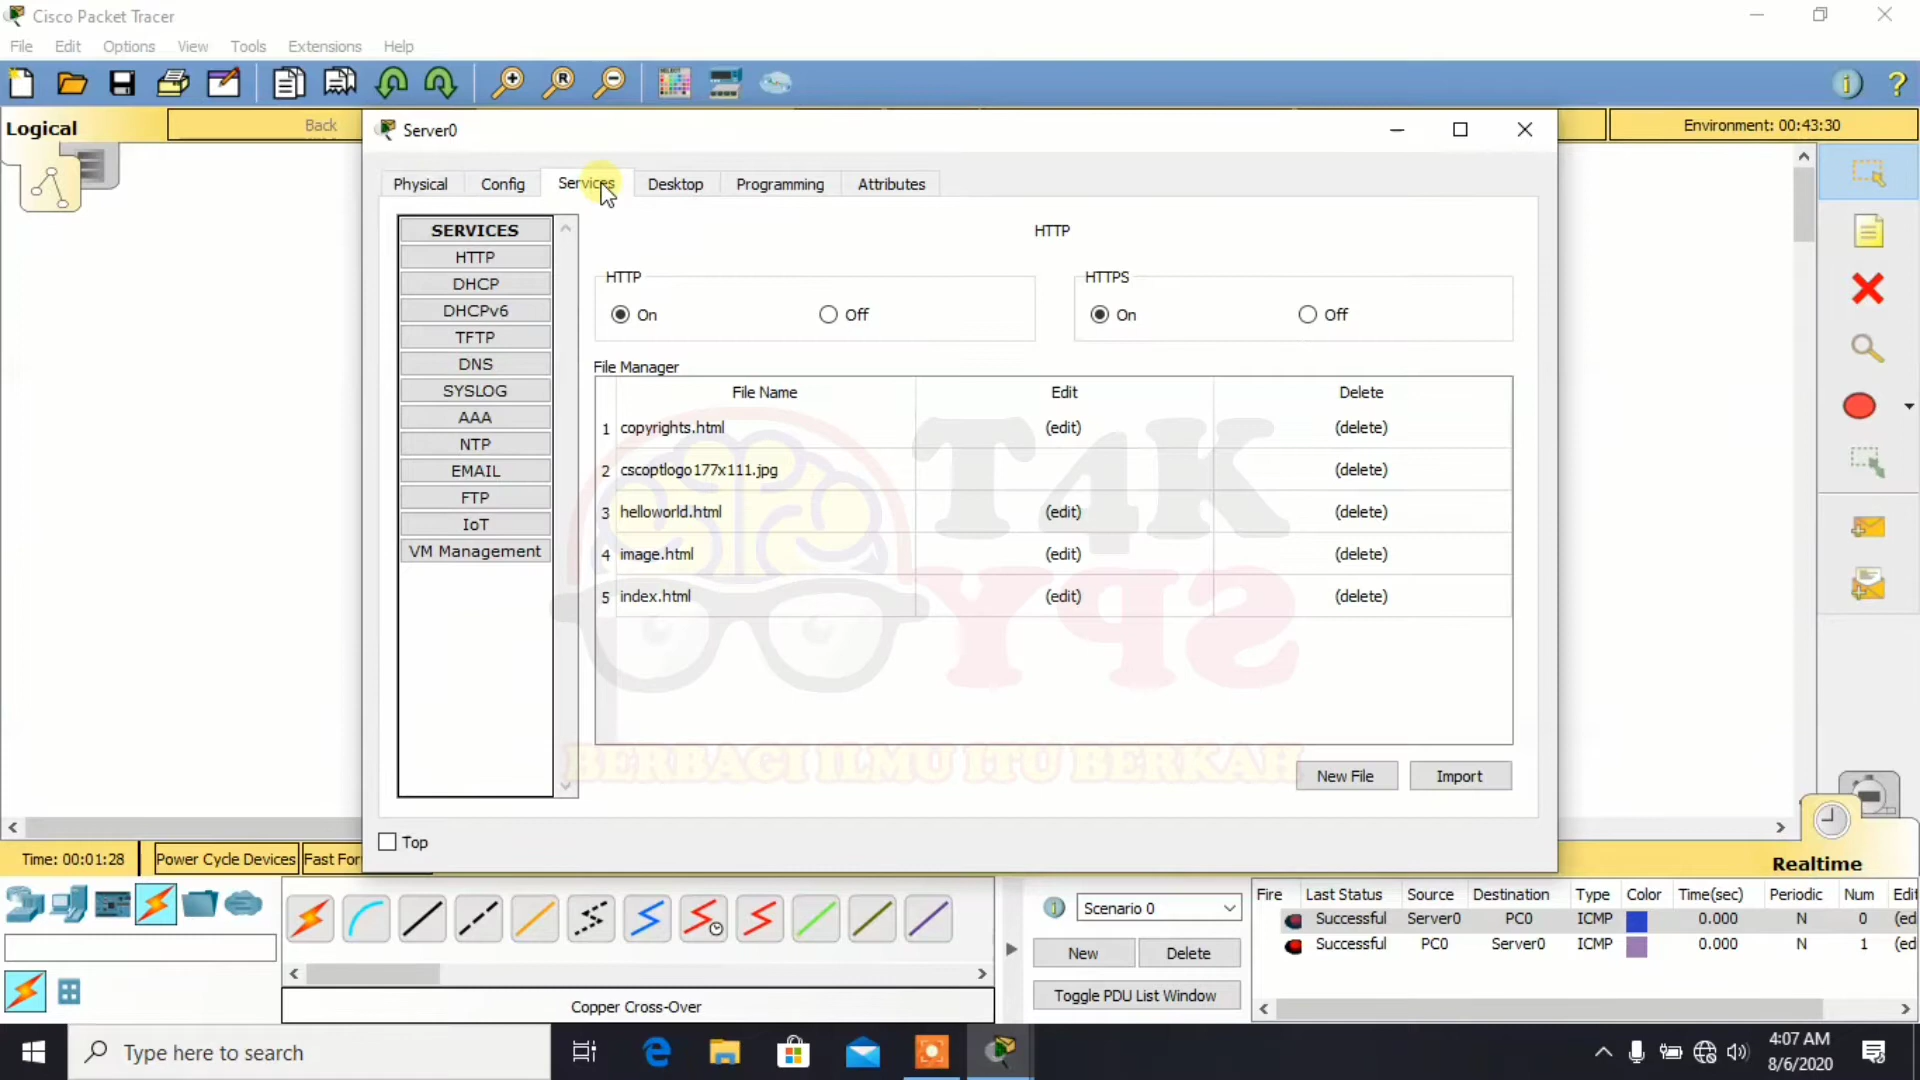 Cisco Packet Tracer
File Edit Options View Tools Extensions Help
Logical
Back
Environment: 00:43:30
Server0
Physical Config Services Desktop Programming Attributes
SERVICES
HTTP
DHCP
DHCPv6
TFTP
DNS
SYSLOG
AAA
NTP
EMAIL
FTP
IoT
VM Management
HTTP
HTTP
On Off
HTTPS
On Off
File Manager
File Name Edit Delete
1 copyrights.html (edit) (delete)
2 cscoptlogo177x111.jpg (delete)
3 helloworld.html (edit) (delete)
4 image.html (edit) (delete)
5 index.html (edit) (delete)
T4K
YPS
BERBAGI ILMU ITU BERKAH
New File Import
Top
Time: 00:01:28 Power Cycle Devices Fast For
Realtime
Copper Cross-Over
Scenario 0
New Delete
Toggle PDU List Window
Fire Last Status Source Destination Type Color Time(sec) Periodic Num Edit
Successful Server0 PC0 ICMP 0.000 N 0 (ed
Successful PC0 Server0 ICMP 0.000 N 1 (ed
Type here to search
4:07 AM
8/6/2020